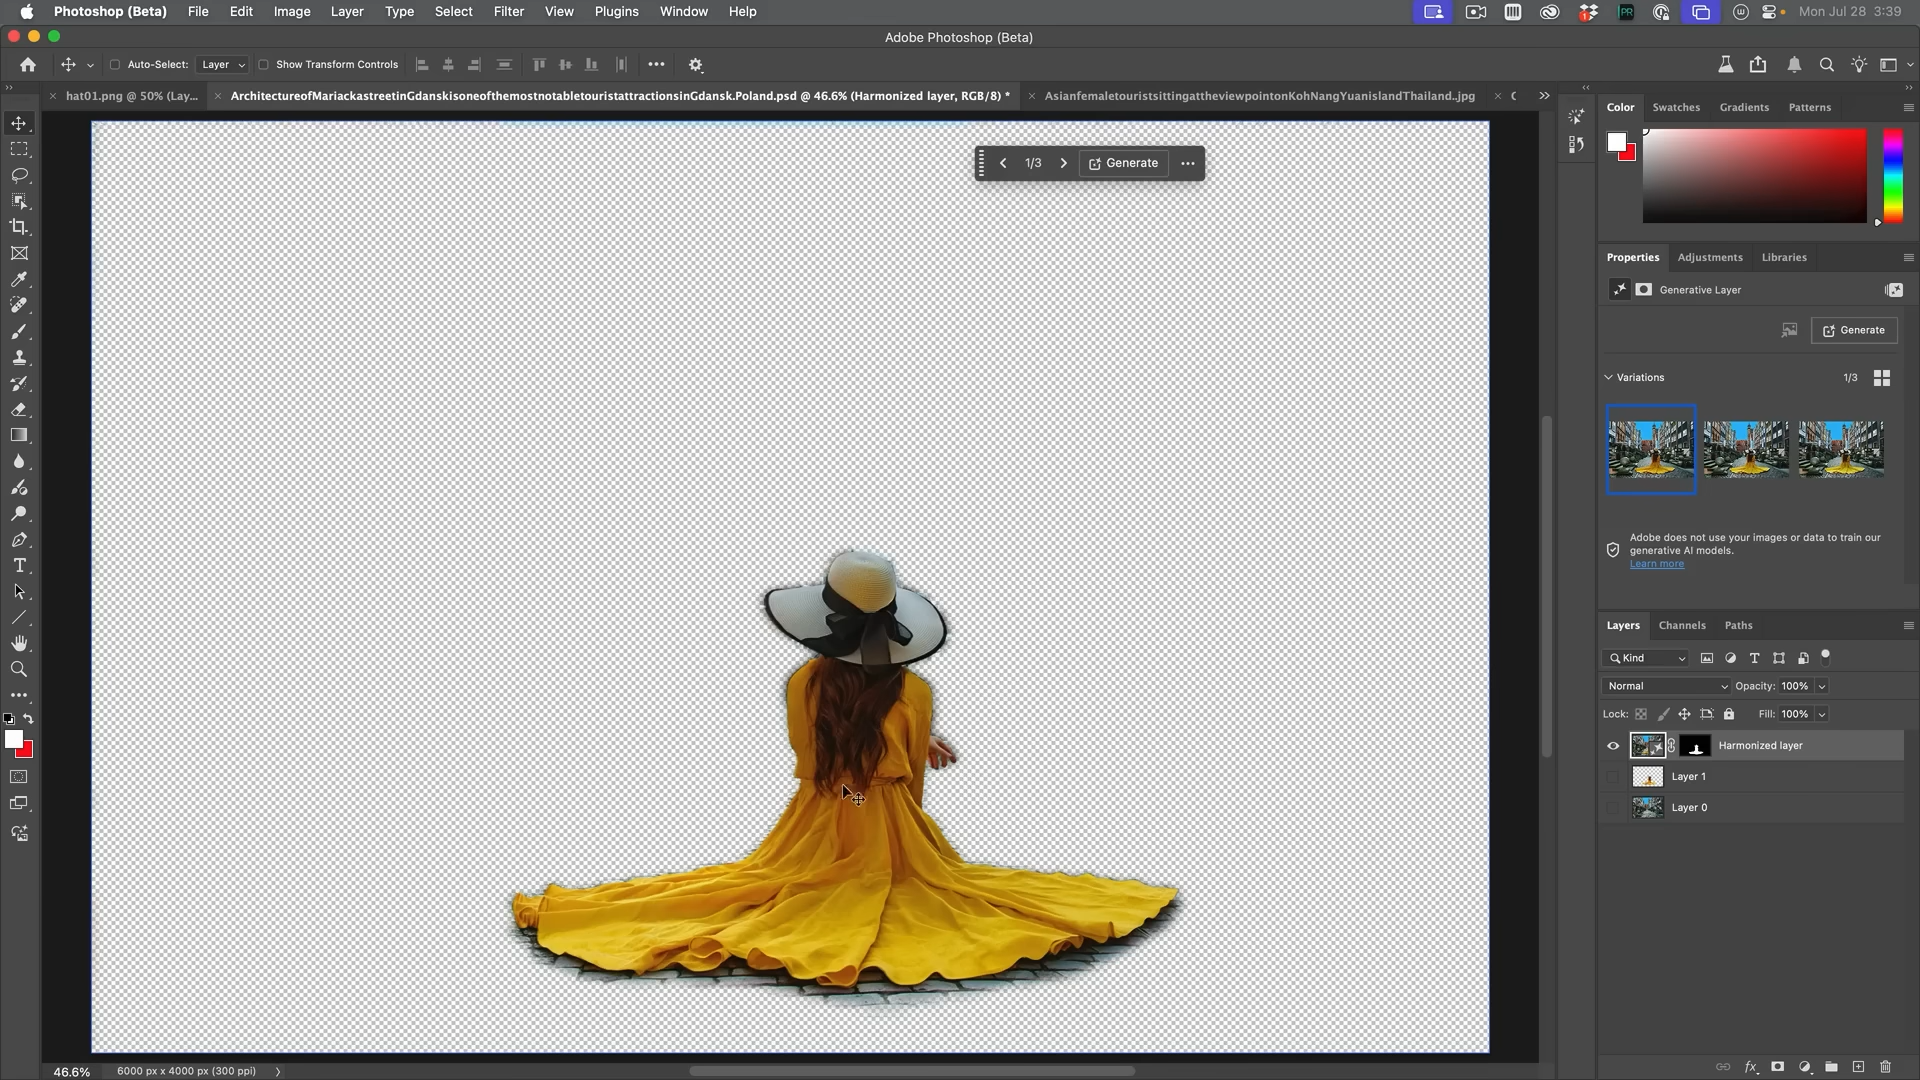 Photoshop (Beta) File Edit Image Layer Type Select Filter View Plugins Window Help Mon Jul 28 3:39
Adobe Photoshop (Beta)
Auto-Select: Layer Show Transform Controls
hat01.png @ 50% (Lay... ArchitectureofMariackastreetinGdanskisoneofthemostnotabletouristattractionsinGdansk.Poland.psd @ 46.6% (Harmonized layer, RGB/8) * AsianfemaletouristsittingattheviewpointonKohNangYuanislandThailand..jpg
1/3 Generate
Color Swatches Gradients Patterns
Properties Adjustments Libraries
Generative Layer
Generate
Variations 1/3
Adobe does not use your images or data to train our
generative AI models.
Learn more
Layers Channels Paths
Kind
Normal Opacity: 100%
Lock: Fill: 100%
Harmonized layer
Layer 1
Layer 0
46.6% 6000 px x 4000 px (300 ppi)